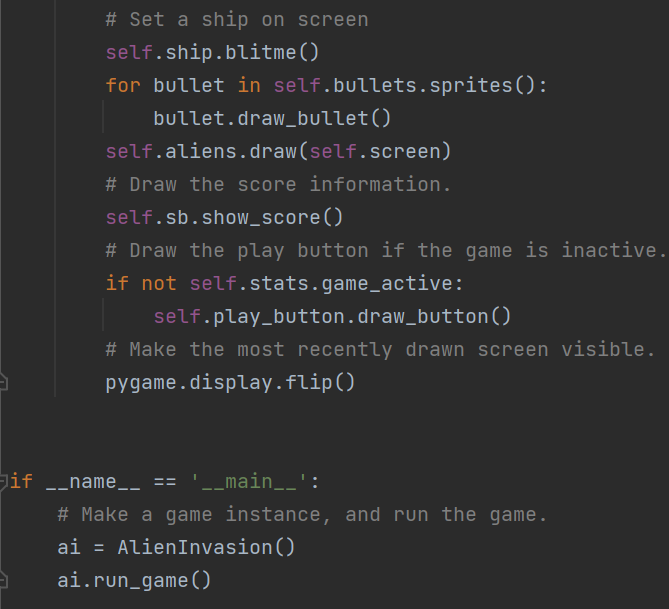 # Set a ship on screen
self.ship.blitme()
for bullet in self.bullets.sprites():
bullet.draw_bullet()
self.aliens.draw(self.screen)
# Draw the score information.
self.sb.show_score()
# Draw the play button if the game is inactive.
if not self.stats.game_active:
self.play_button.draw_button()
# Make the most recently drawn screen visible.
pygame.display.flip()
if __name__ == '__main__':
# Make a game instance, and run the game.
ai = AlienInvasion()
ai.run_game()